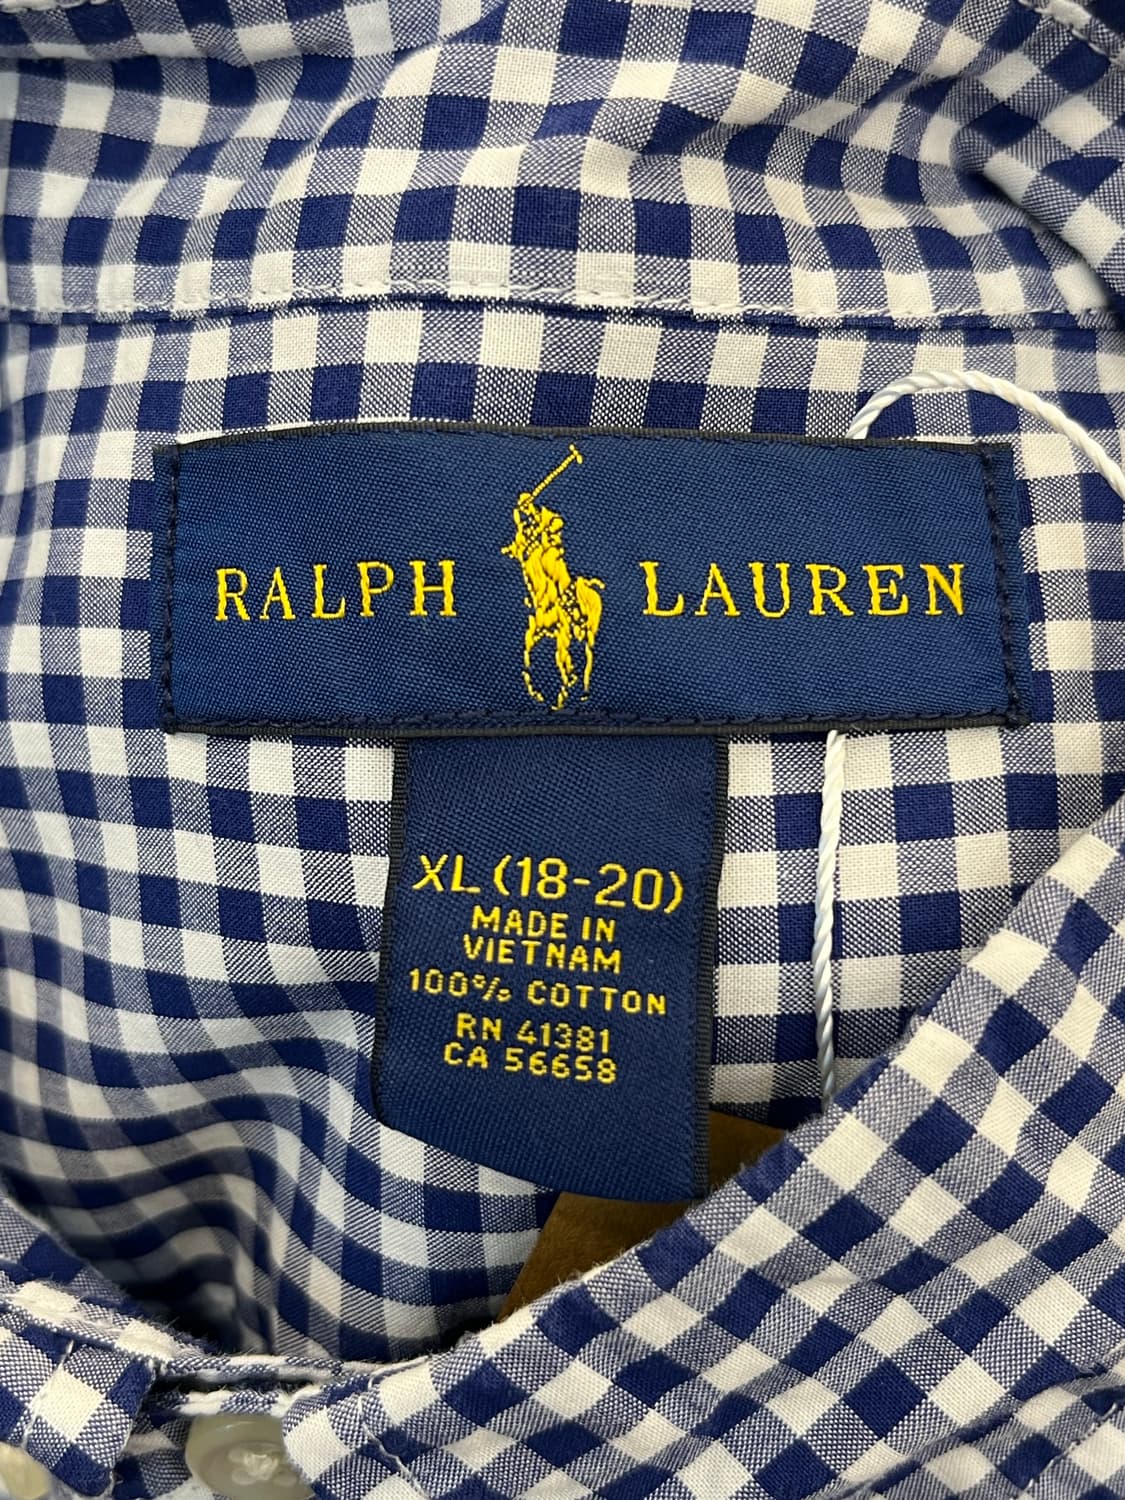 RALPH LAUREN
XL (18-20)
MADE IN
VIETNAM
100% COTTON
RN 41381
CA 56658